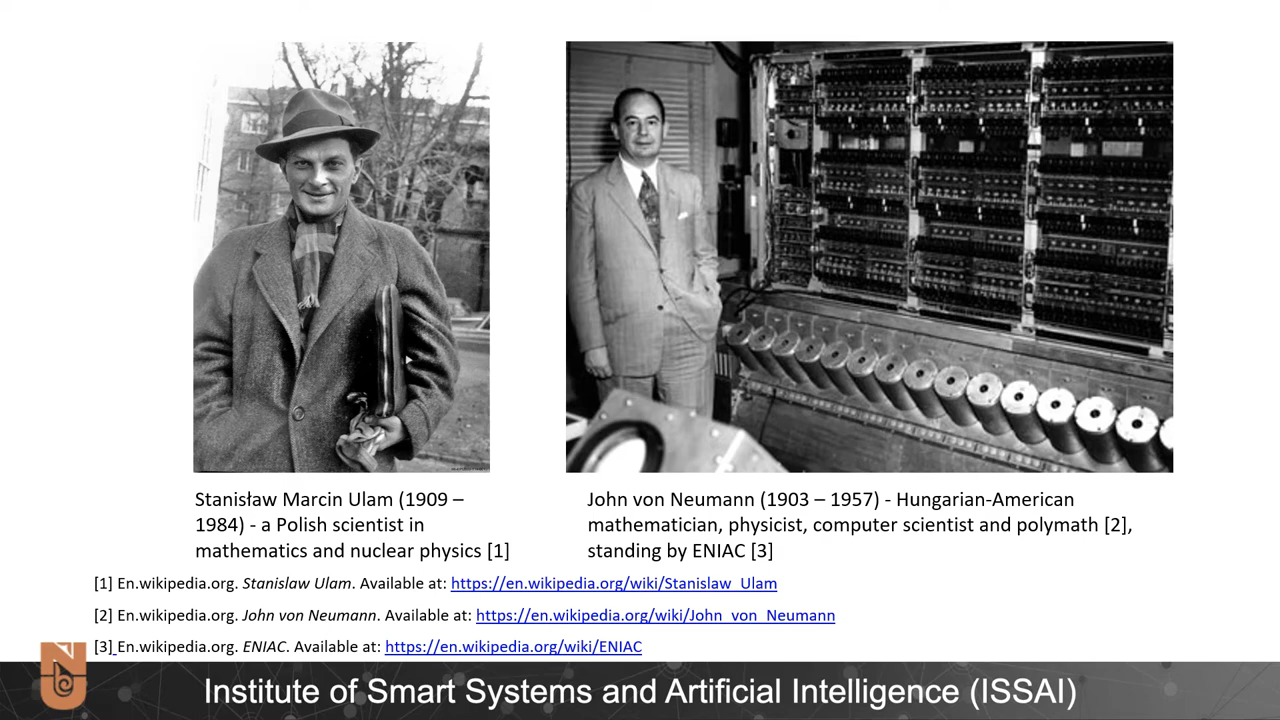 Stanisław Marcin Ulam (1909 –
1984) - a Polish scientist in
mathematics and nuclear physics [1]
John von Neumann (1903 – 1957) - Hungarian-American
mathematician, physicist, computer scientist and polymath [2],
standing by ENIAC [3]
[1] En.wikipedia.org. Stanislaw Ulam. Available at: https://en.wikipedia.org/wiki/Stanislaw_Ulam
[2] En.wikipedia.org. John von Neumann. Available at: https://en.wikipedia.org/wiki/John_von_Neumann
[3] En.wikipedia.org. ENIAC. Available at: https://en.wikipedia.org/wiki/ENIAC
Institute of Smart Systems and Artificial Intelligence (ISSAI)